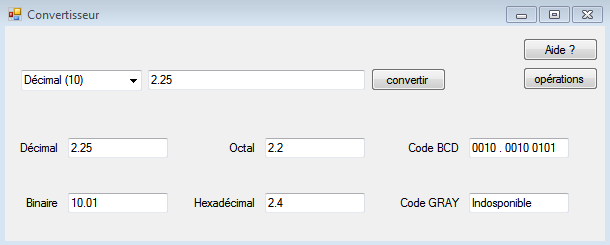 Convertisseur
Aide ?
Décimal (10) 2.25 convertir opérations
Décimal 2.25 Octal 2.2 Code BCD 0010 . 0010 0101
Binaire 10.01 Hexadécimal 2.4 Code GRAY Indosponible